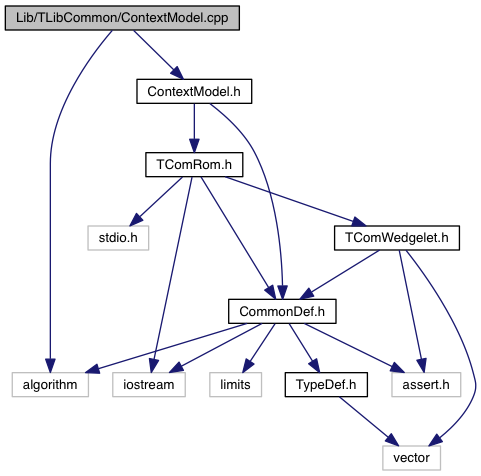 Lib/TLibCommon/ContextModel.cpp
ContextModel.h
TComRom.h
stdio.h
TComWedgelet.h
CommonDef.h
algorithm
iostream
limits
TypeDef.h
assert.h
vector